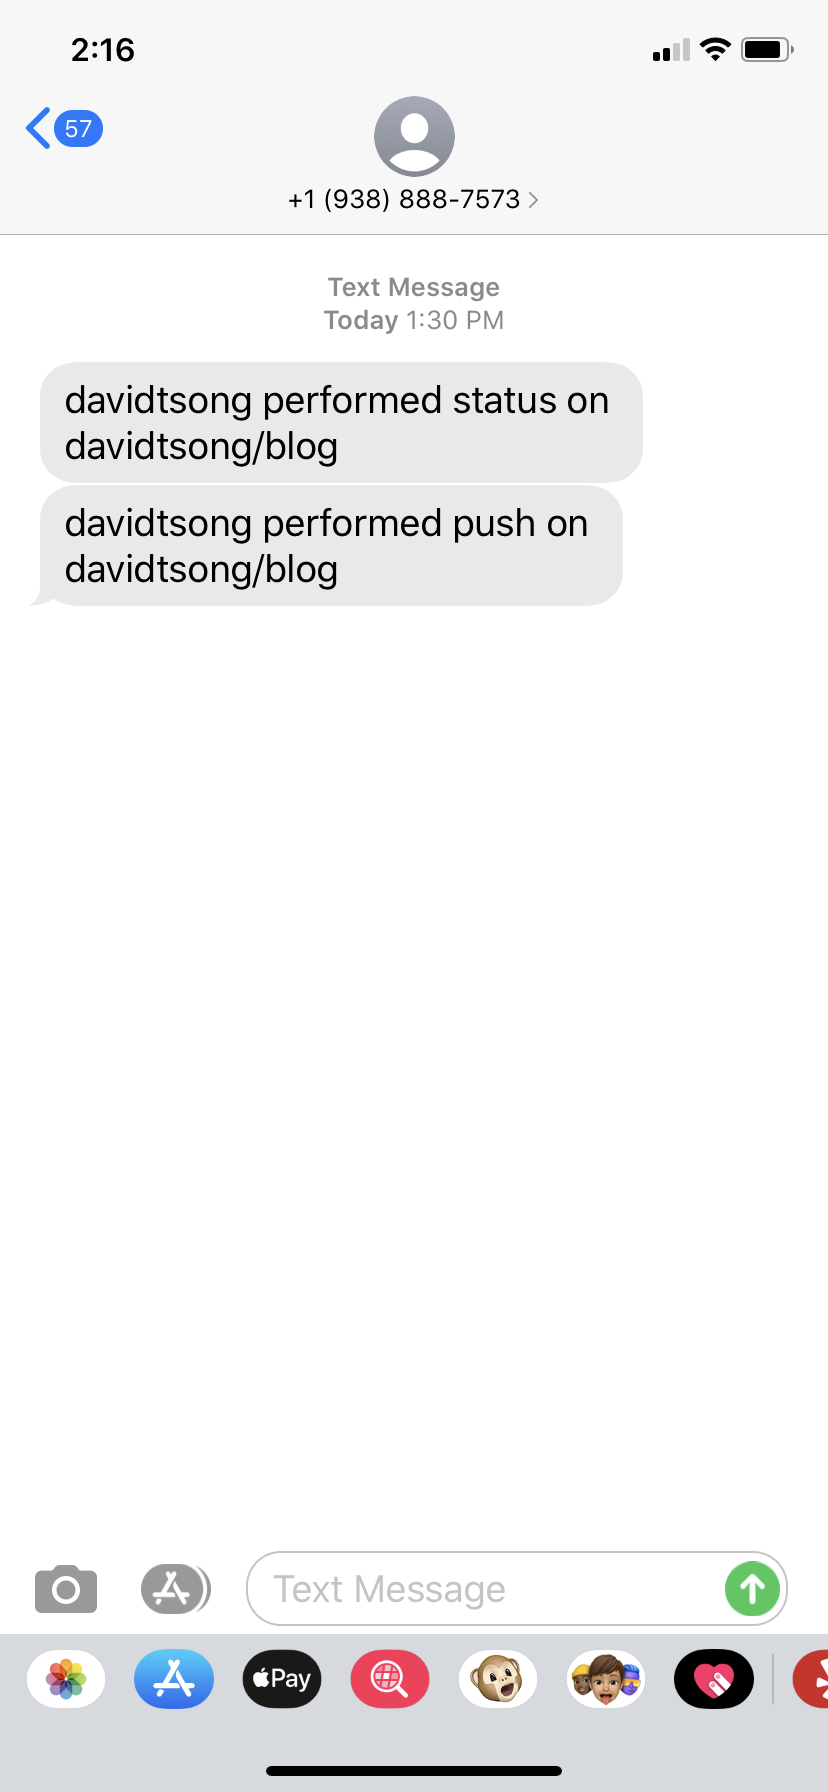 2:16
57
+1 (938) 888-7573
Text Message
Today 1:30 PM
davidtsong performed status on
davidtsong/blog
davidtsong performed push on
davidtsong/blog
Text Message
Pay